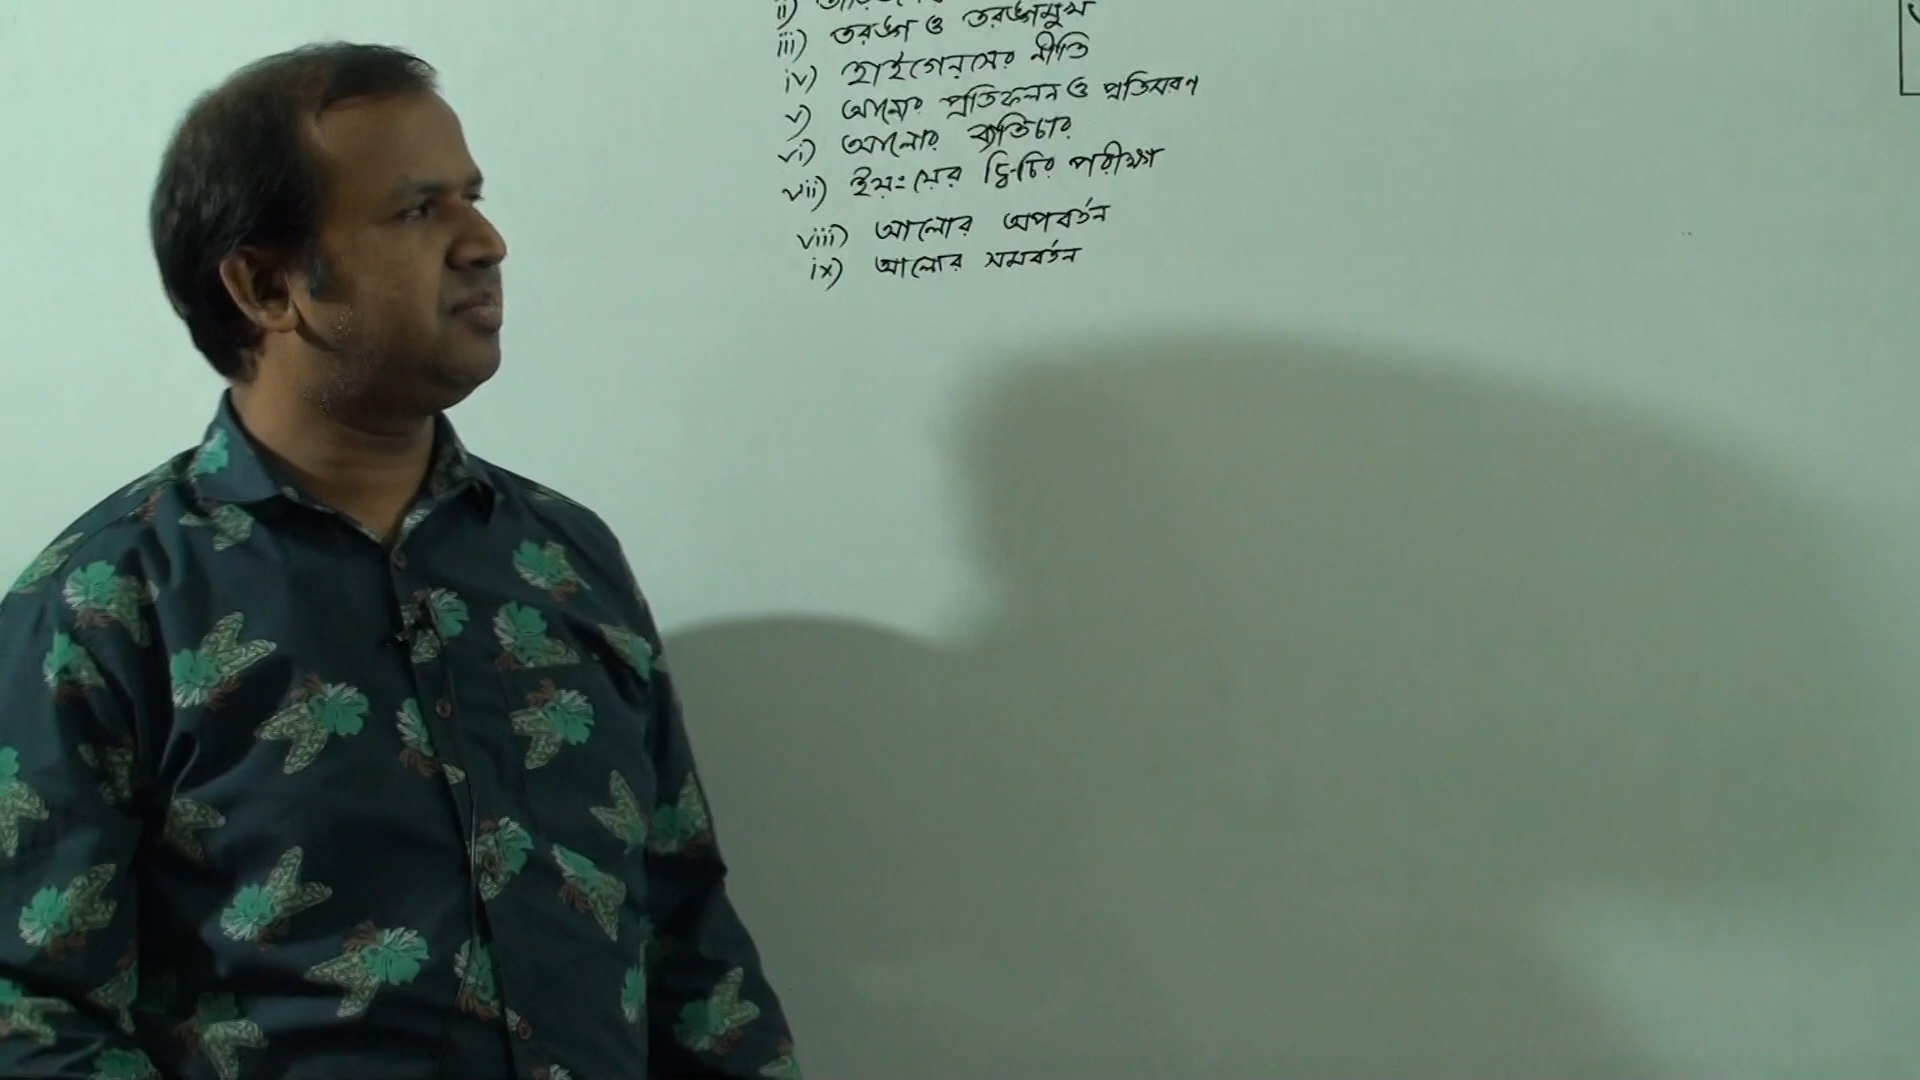 ii)
iii) তরঙ্গ ও তরঙ্গমুখ
iv) হাইগেনসের নীতি
v) আলোর প্রতিফলন ও প্রতিসরণ
vi) আলোর ব্যতিচার
vii) ইয়ং য়ের দ্বি-চির পরীক্ষা
viii) আলোর অপবর্তন
ix) আলোর সমবর্তন